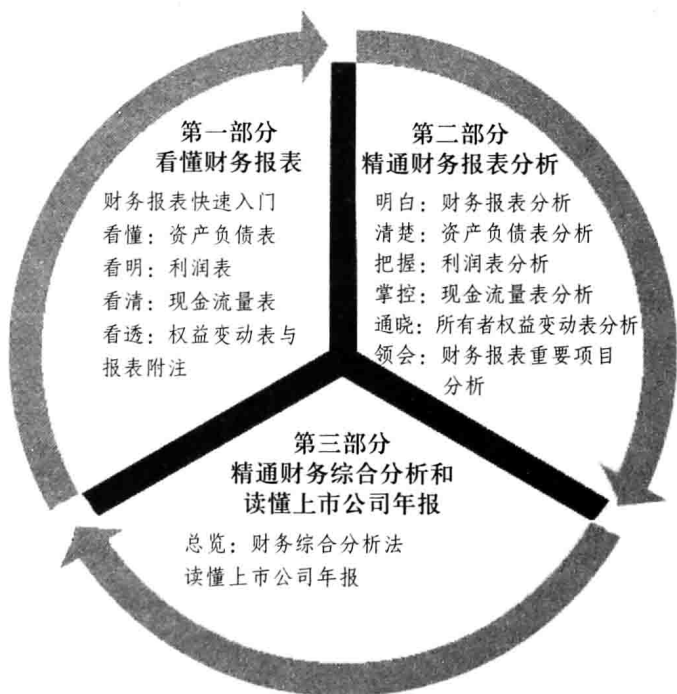 第一部分
看懂财务报表
财务报表快速入门
看懂：资产负债表
看明：利润表
看清：现金流量表
看透：权益变动表与
报表附注
第二部分
精通财务报表分析
明白：财务报表分析
清楚：资产负债表分析
把握：利润表分析
掌控：现金流量表分析
通晓：所有者权益变动表分析
领会：财务报表重要项目
分析
第三部分
精通财务综合分析和
读懂上市公司年报
总览：财务综合分析法
读懂上市公司年报